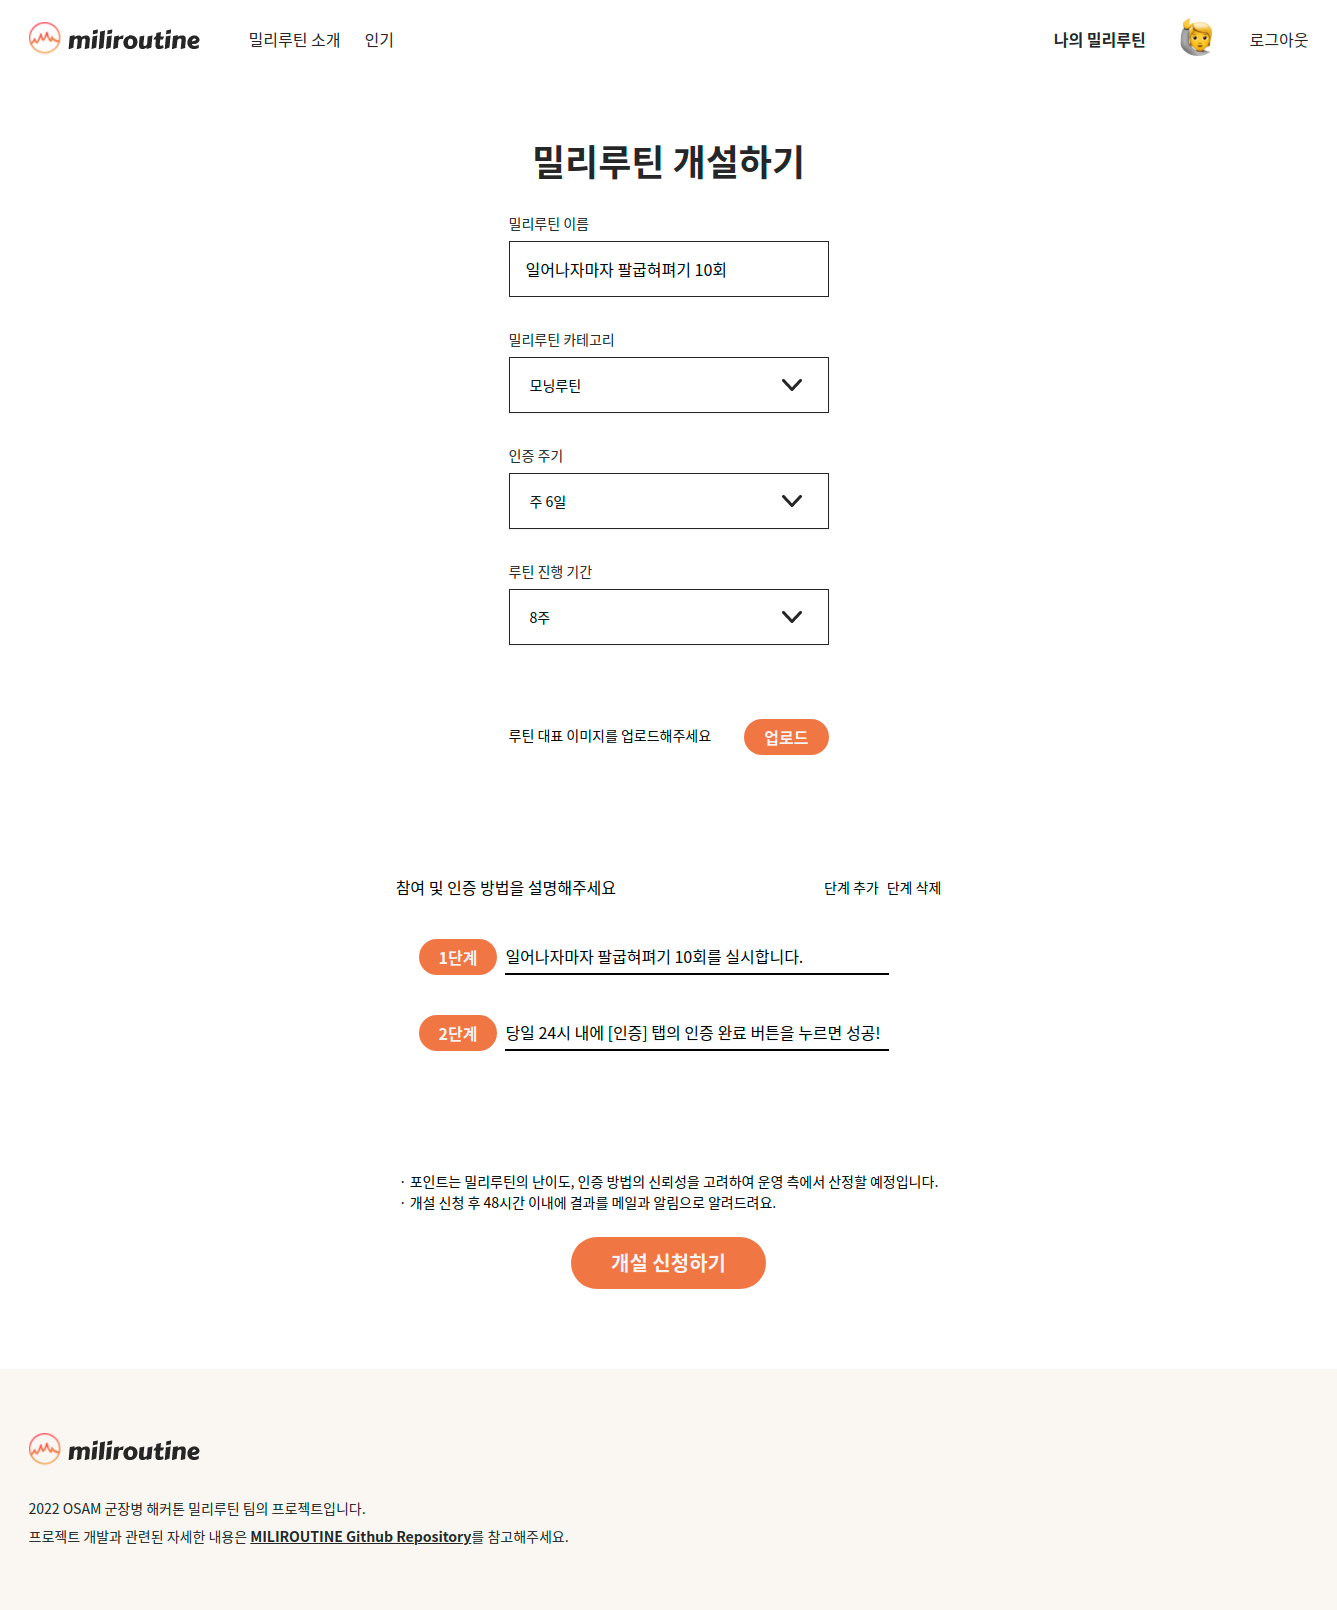 miliroutine 밀리루틴 소개 인기 나의 밀리루틴 로그아웃
밀리루틴 개설하기
밀리루틴 이름
일어나자마자 팔굽혀펴기 10회
밀리루틴 카테고리
모닝루틴
인증 주기
주 6일
루틴 진행 기간
8주
루틴 대표 이미지를 업로드해주세요 업로드
참여 및 인증 방법을 설명해주세요 단계 추가 단계 삭제
1단계 일어나자마자 팔굽혀펴기 10회를 실시합니다.
2단계 당일 24시 내에 [인증] 탭의 인증 완료 버튼을 누르면 성공!
· 포인트는 밀리루틴의 난이도, 인증 방법의 신뢰성을 고려하여 운영 측에서 산정할 예정입니다.
· 개설 신청 후 48시간 이내에 결과를 메일과 알림으로 알려드려요.
개설 신청하기
miliroutine
2022 OSAM 군장병 해커톤 밀리루틴 팀의 프로젝트입니다.
프로젝트 개발과 관련된 자세한 내용은 MILIROUTINE Github Repository를 참고해주세요.